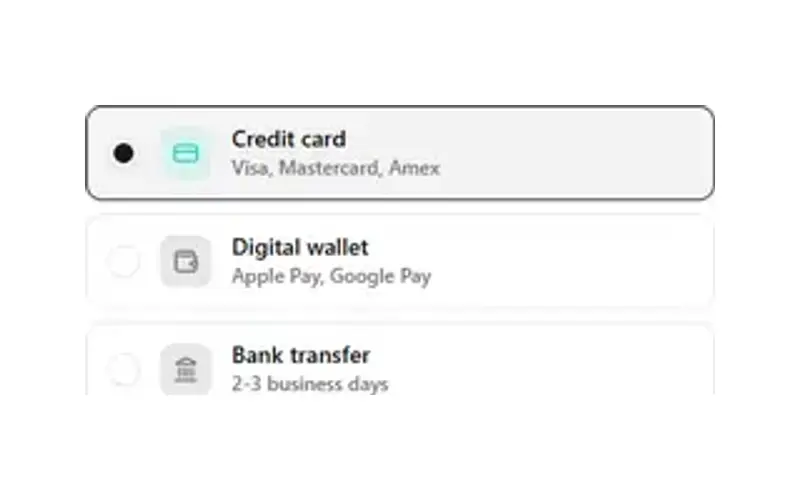 Credit card
Visa, Mastercard, Amex
Digital wallet
Apple Pay, Google Pay
Bank transfer
2-3 business days